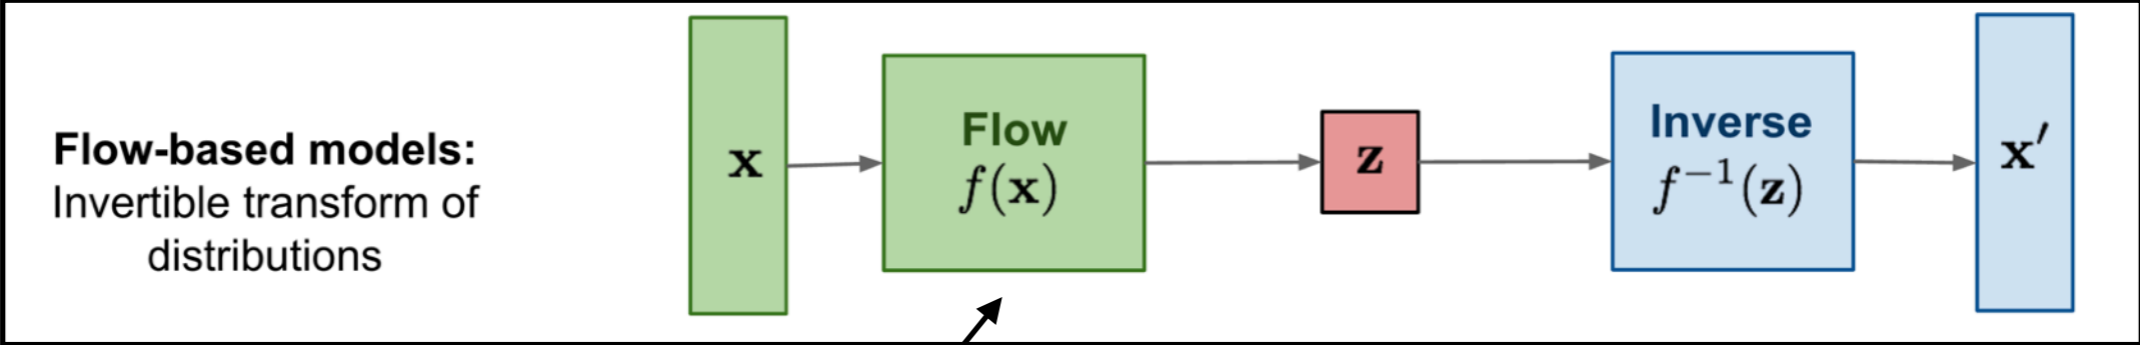 Flow-based models:
Invertible transform of
distributions
x
Flow
f(x)
z
Inverse
f⁻¹(z)
x′